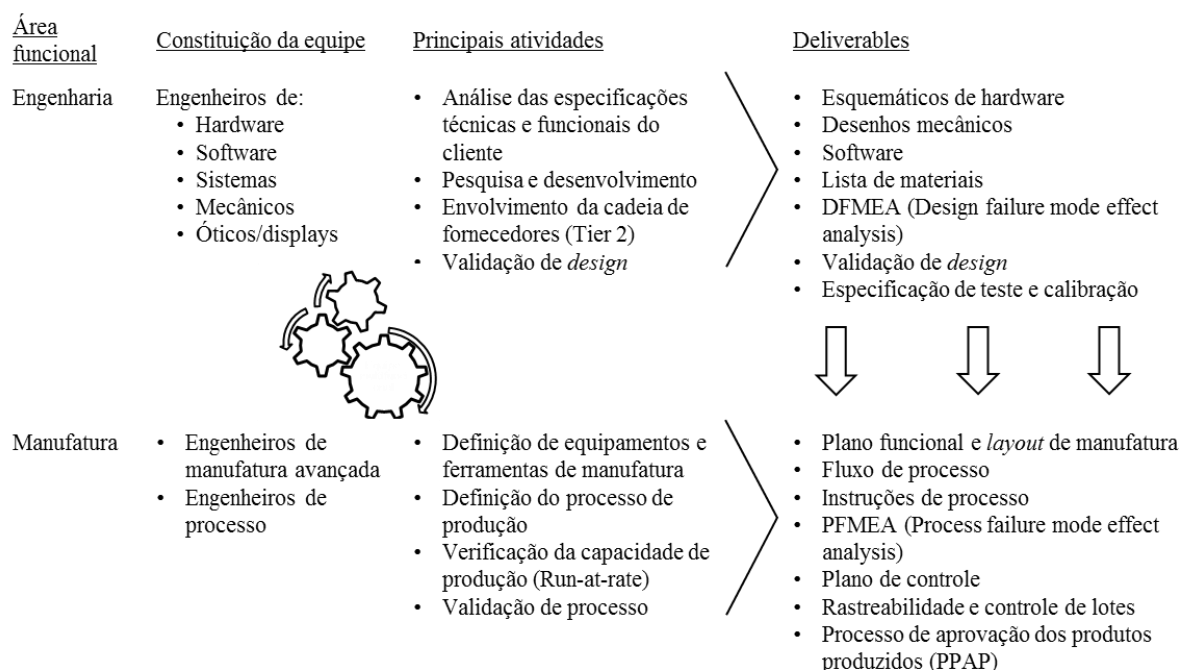 Área
funcional
Constituição da equipe
Principais atividades
Deliverables
Engenharia
Engenheiros de:
• Hardware
• Software
• Sistemas
• Mecânicos
• Óticos/displays
• Análise das especificações
técnicas e funcionais do
cliente
• Pesquisa e desenvolvimento
• Envolvimento da cadeia de
fornecedores (Tier 2)
• Validação de design
• Esquemáticos de hardware
• Desenhos mecânicos
• Software
• Lista de materiais
• DFMEA (Design failure mode effect
analysis)
• Validação de design
• Especificação de teste e calibração
Manufatura
• Engenheiros de
manufatura avançada
• Engenheiros de
processo
• Definição de equipamentos e
ferramentas de manufatura
• Definição do processo de
produção
• Verificação da capacidade de
produção (Run-at-rate)
• Validação de processo
• Plano funcional e layout de manufatura
• Fluxo de processo
• Instruções de processo
• PFMEA (Process failure mode effect
analysis)
• Plano de controle
• Rastreabilidade e controle de lotes
• Processo de aprovação dos produtos
produzidos (PPAP)